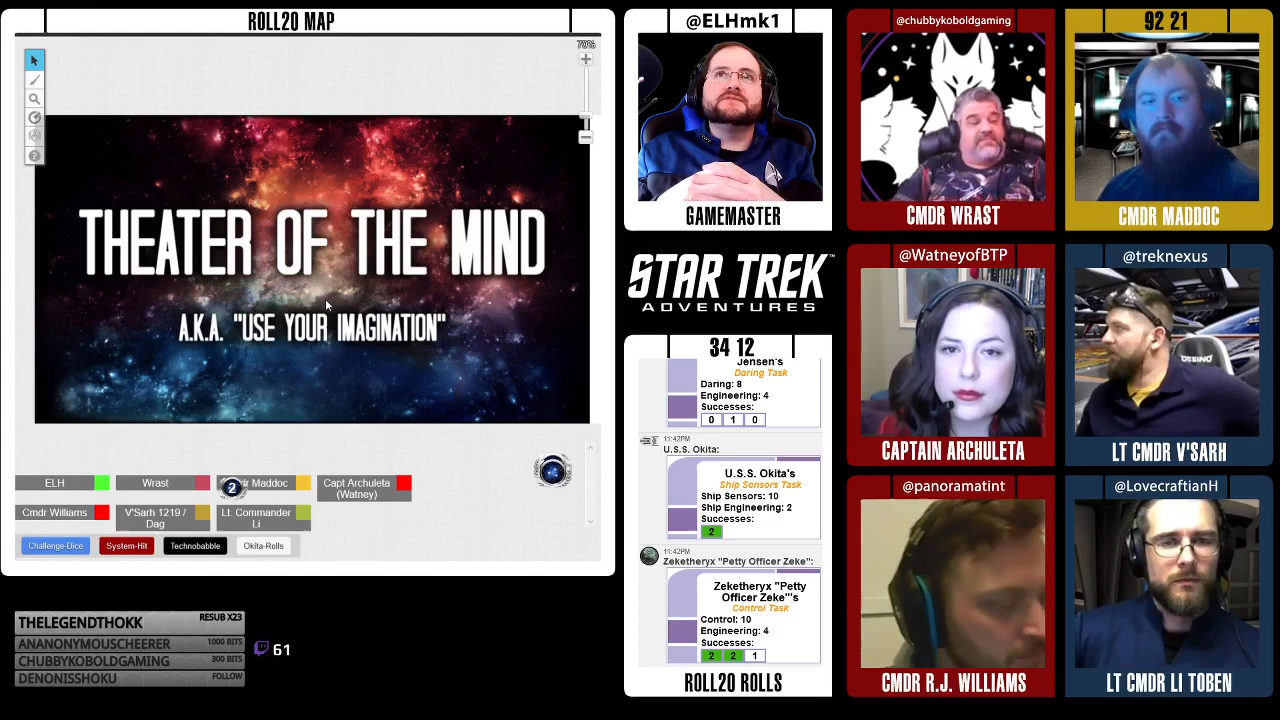 ROLL20 MAP
70%
THEATER OF THE MIND
A.K.A. "USE YOUR IMAGINATION"
ELH
Wrast
2
dr Maddoc
Capt Archuleta
(Watney)
Cmdr Williams
V'Sarh 1219 /
Dag
Lt. Commander
Li
Challenge-Dice
System-Hit
Technobabble
Okita-Rolls
THELEGENDTHOKK
RESUB X23
ANANONYMOUSCHEERER
1000 BITS
CHUBBYKOBOLDGAMING
300 BITS
DENONISSHOKU
FOLLOW
61
@ELHmk1
GAMEMASTER
STAR TREK™
ADVENTURES
34 12
Jensen's
Daring Task
Daring: 8
Engineering: 4
Successes:
0 1 0
11:42PM
U.S.S. Okita:
U.S.S. Okita's
Ship Sensors Task
Ship Sensors: 10
Ship Engineering: 2
Successes:
2
11:42PM
Zeketheryx "Petty Officer Zeke":
Zeketheryx "Petty
Officer Zeke"'s
Control Task
Control: 10
Engineering: 4
Successes:
2 2 1
ROLL20 ROLLS
@chubbykoboldgaming
CMDR WRAST
92 21
CMDR MADDOC
@WatneyofBTP
CAPTAIN ARCHULETA
@treknexus
DESINO
LT CMDR V'SARH
@panoramatint
CMDR R.J. WILLIAMS
@LovecraftianH
LT CMDR LI TOBEN